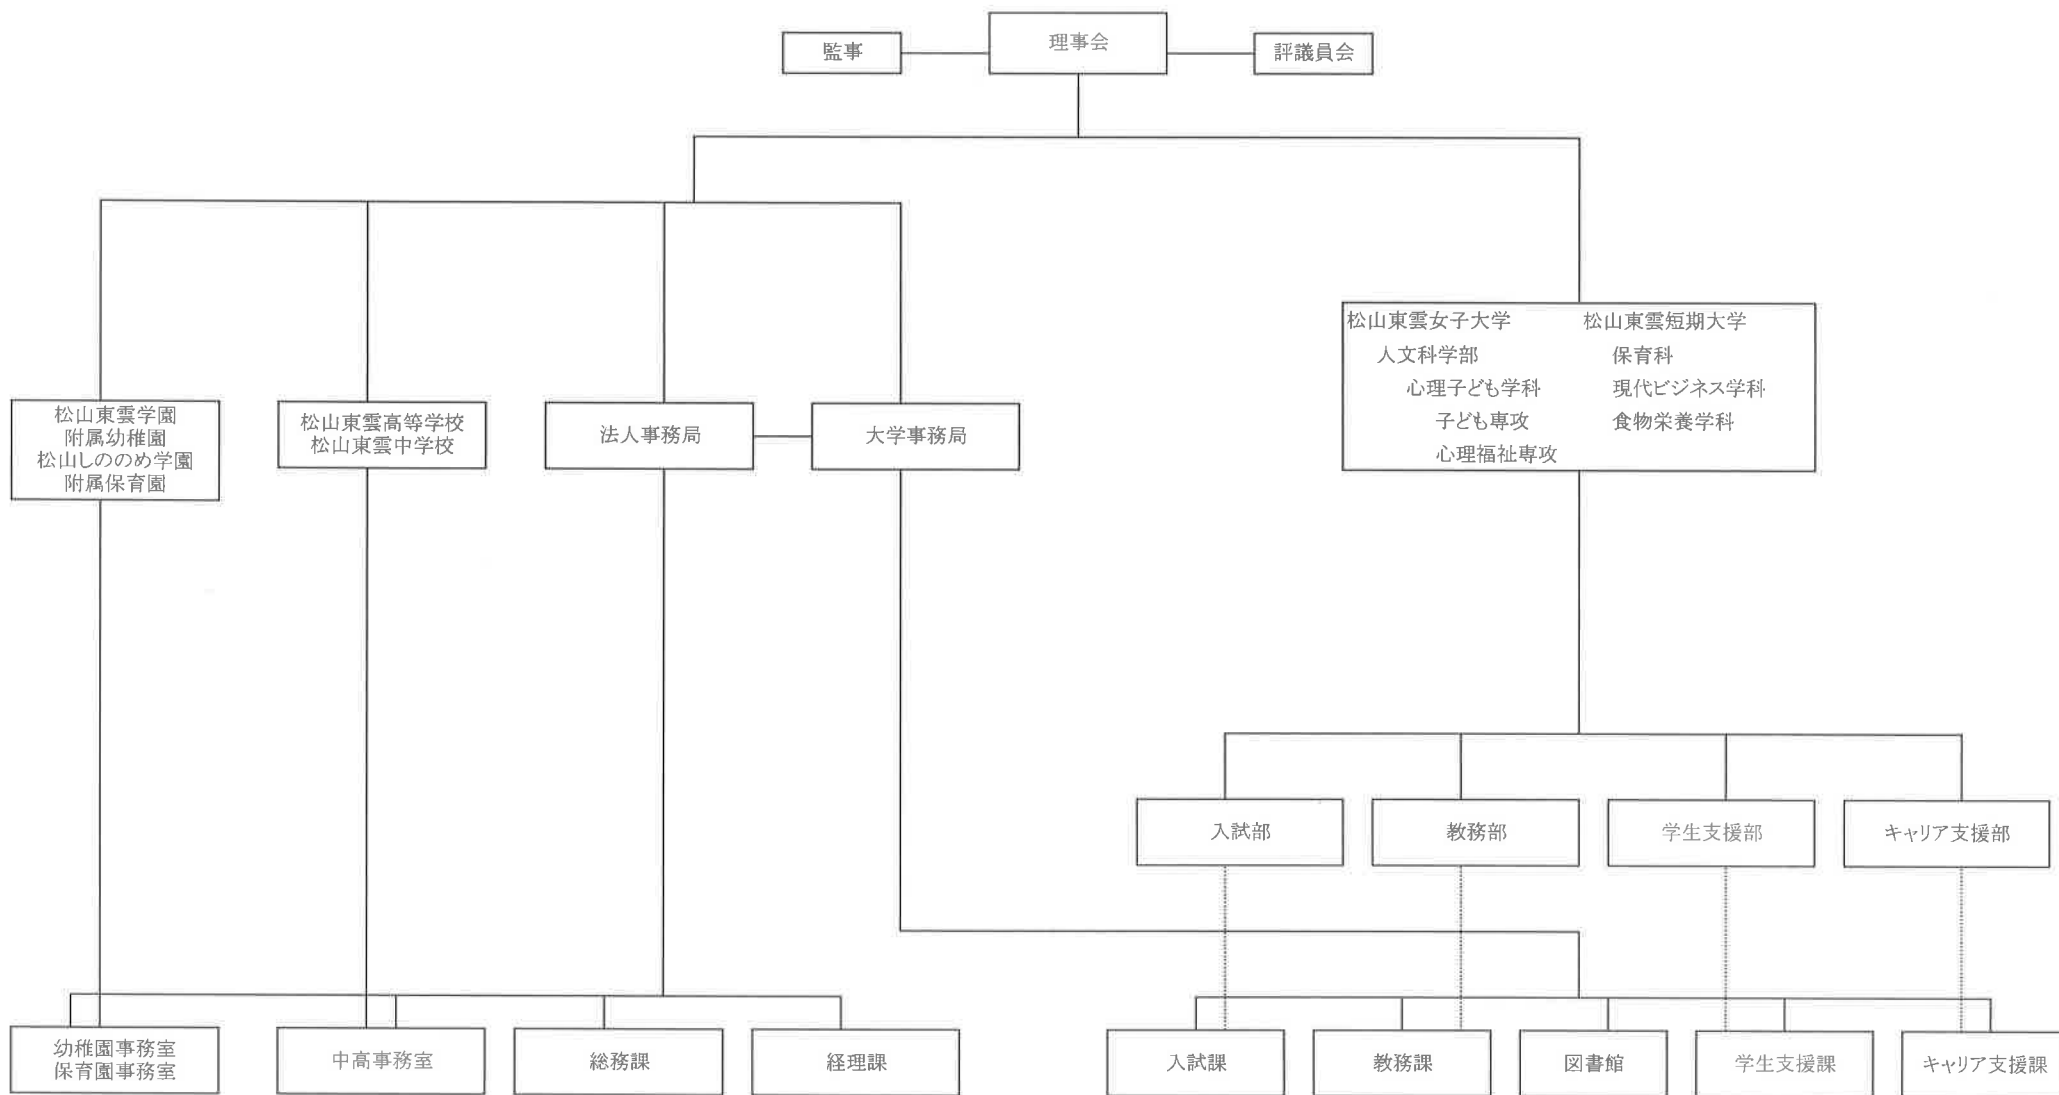 監事
理事会
評議員会
松山東雲女子大学
人文科学部
心理子ども学科
子ども専攻
心理福祉専攻
松山東雲短期大学
保育科
現代ビジネス学科
食物栄養学科
松山東雲学園
附属幼稚園
松山しののめ学園
附属保育園
松山東雲高等学校
松山東雲中学校
法人事務局
大学事務局
入試部
教務部
学生支援部
キャリア支援部
幼稚園事務室
保育園事務室
中高事務室
総務課
経理課
入試課
教務課
図書館
学生支援課
キャリア支援課